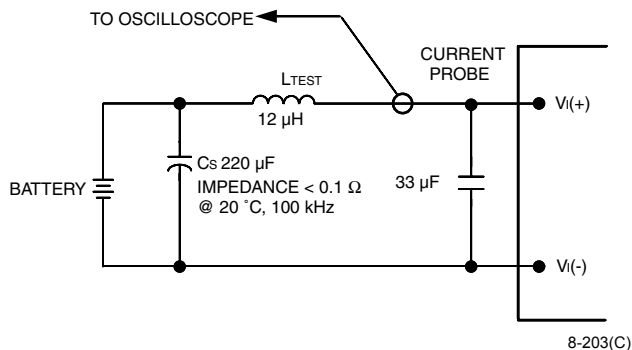 TO OSCILLOSCOPE
CURRENT
PROBE
LTEST
12 µH
VI(+)
CS 220 µF
IMPEDANCE < 0.1 Ω
@ 20 ˚C, 100 kHz
33 µF
BATTERY
VI(-)
8-203(C)